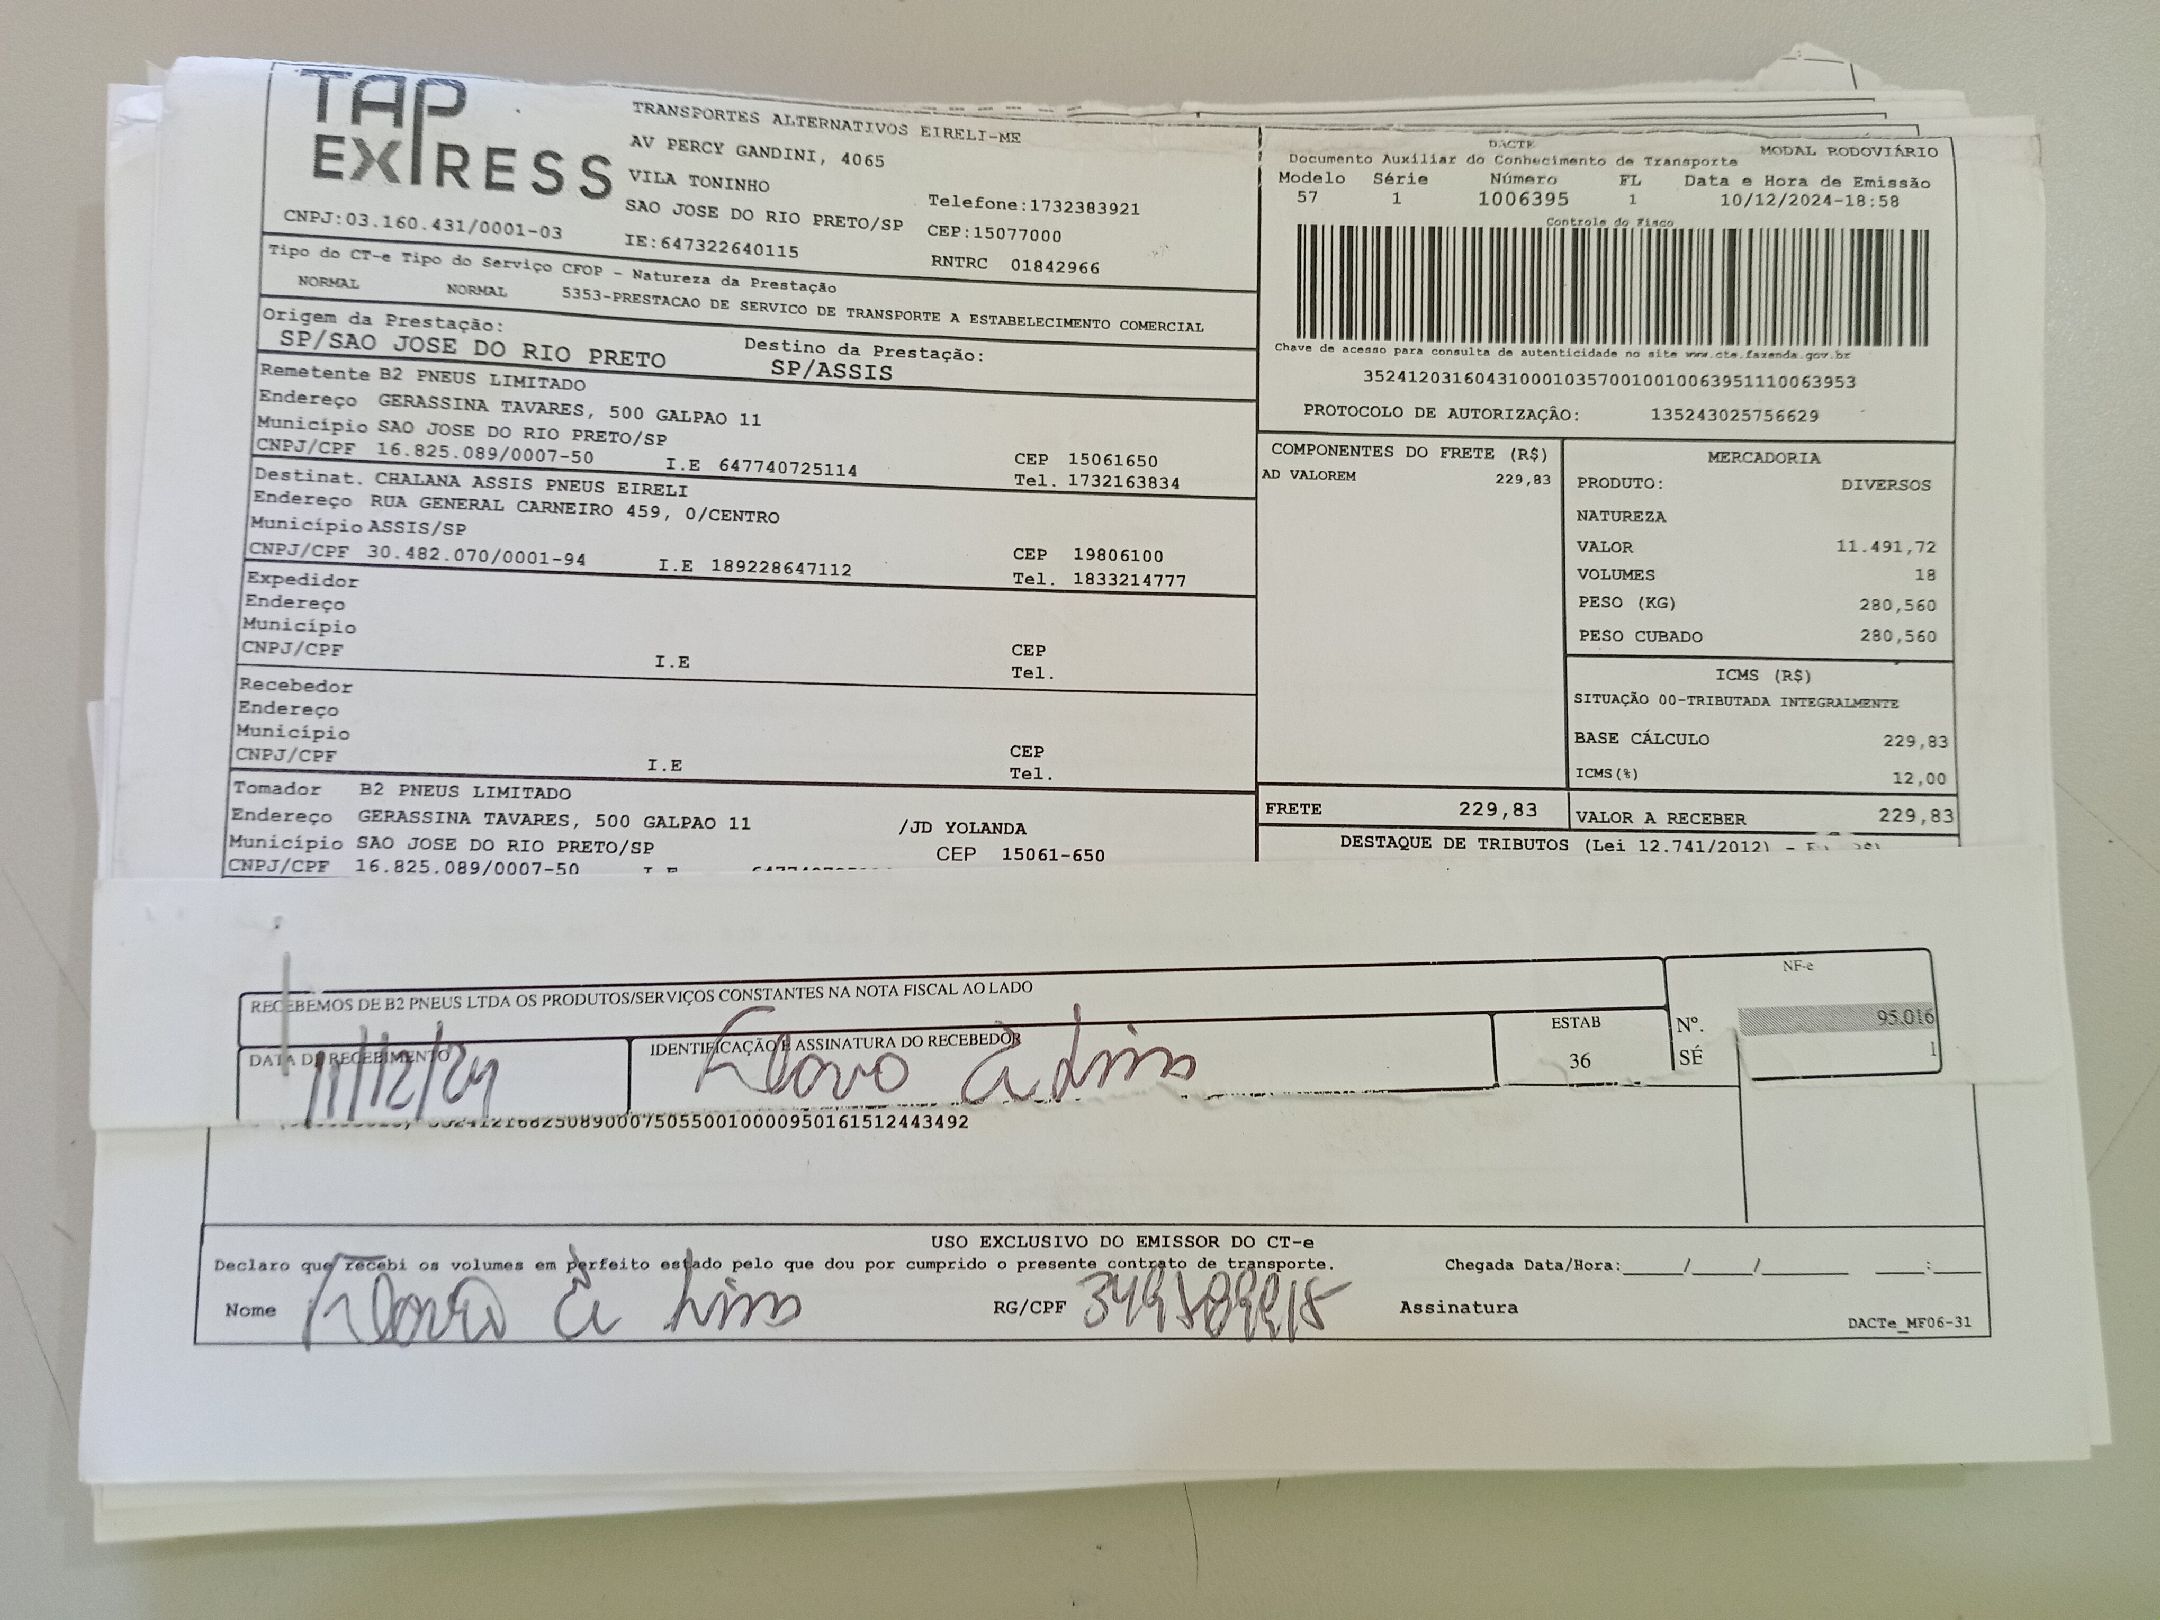 TAP EXPRESS
TRANSPORTES ALTERNATIVOS EIRELI-ME
AV PERCY GANDINI, 4065
VILA TONINHO
SAO JOSE DO RIO PRETO/SP
Telefone:1732383921
CEP:15077000
CNPJ:03.160.431/0001-03
IE:647322640115
RNTRC 01842966
Tipo do CT-e Tipo do Serviço CFOP - Natureza da Prestação
NORMAL NORMAL 5353-PRESTACAO DE SERVICO DE TRANSPORTE A ESTABELECIMENTO COMERCIAL
Origem da Prestação: Destino da Prestação:
SP/SAO JOSE DO RIO PRETO SP/ASSIS
Remetente B2 PNEUS LIMITADO
Endereço GERASSINA TAVARES, 500 GALPAO 11
Município SAO JOSE DO RIO PRETO/SP CEP 15061650
CNPJ/CPF 16.825.089/0007-50 I.E 647740725114 Tel. 1732163834
Destinat. CHALANA ASSIS PNEUS EIRELI
Endereço RUA GENERAL CARNEIRO 459, 0/CENTRO
Município ASSIS/SP CEP 19806100
CNPJ/CPF 30.482.070/0001-94 I.E 189228647112 Tel. 1833214777
Expedidor
Endereço
Município CEP
CNPJ/CPF I.E Tel.
Recebedor
Endereço
Município CEP
CNPJ/CPF I.E Tel.
Tomador B2 PNEUS LIMITADO
Endereço GERASSINA TAVARES, 500 GALPAO 11 /JD YOLANDA
Município SAO JOSE DO RIO PRETO/SP CEP 15061-650
CNPJ/CPF 16.825.089/0007-50
DACTE MODAL RODOVIÁRIO
Documento Auxiliar do Conhecimento de Transporte
Modelo Série Número FL Data e Hora de Emissão
57 1 1006395 1 10/12/2024-18:58
Controle do Fisco
Chave de acesso para consulta de autenticidade no site www.cte.fazenda.gov.br
35241203160431000103570010010063951110063953
PROTOCOLO DE AUTORIZAÇÃO: 135243025756629
COMPONENTES DO FRETE (R$)
AD VALOREM 229,83
MERCADORIA
PRODUTO: DIVERSOS
NATUREZA
VALOR 11.491,72
VOLUMES 18
PESO (KG) 280,560
PESO CUBADO 280,560
ICMS (R$)
SITUAÇÃO 00-TRIBUTADA INTEGRALMENTE
BASE CÁLCULO 229,83
ICMS(%) 12,00
FRETE 229,83 VALOR A RECEBER 229,83
DESTAQUE DE TRIBUTOS (Lei 12.741/2012) -
RECEBEMOS DE B2 PNEUS LTDA OS PRODUTOS/SERVIÇOS CONSTANTES NA NOTA FISCAL AO LADO
NF-e
DATA DE RECEBIMENTO IDENTIFICAÇÃO E ASSINATURA DO RECEBEDOR ESTAB Nº. 95.016
11/12/24 36 SÉ 1
USO EXCLUSIVO DO EMISSOR DO CT-e
Declaro que recebi os volumes em perfeito estado pelo que dou por cumprido o presente contrato de transporte. Chegada Data/Hora:____/____/______ ____:____
Nome RG/CPF Assinatura
DACTe_MF06-31